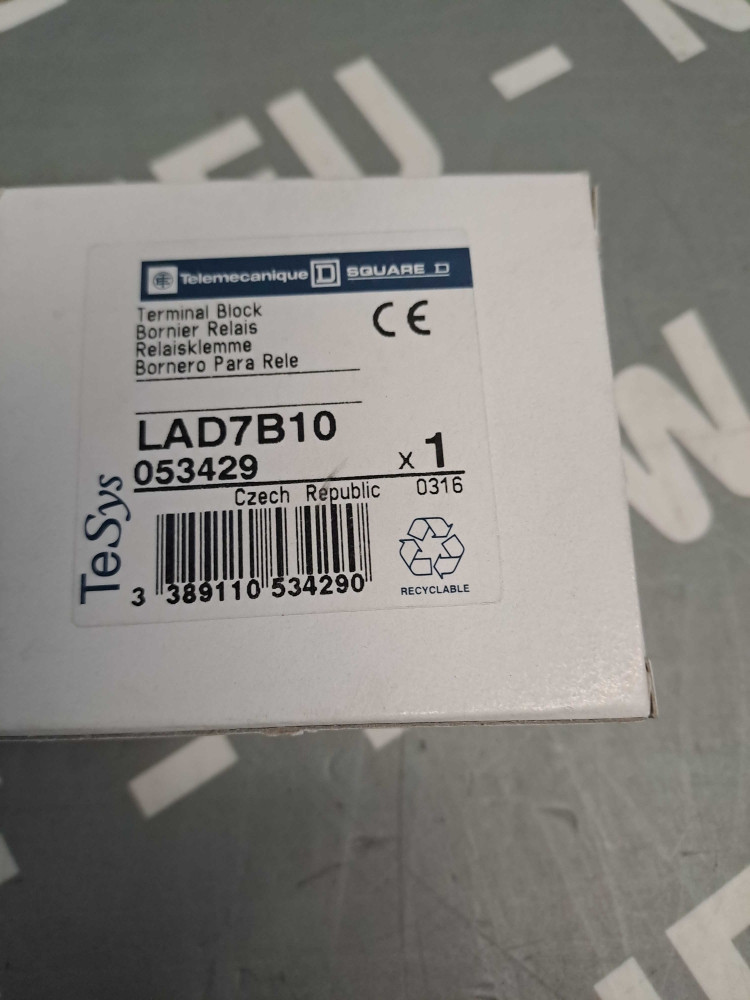 Telemecanique D SQUARE D
Terminal Block
Bornier Relais
Relaisklemme
Bornero Para Rele
CE
LAD7B10
053429
x 1
Czech Republic 0316
TeSys
3 389110 534290
RECYCLABLE